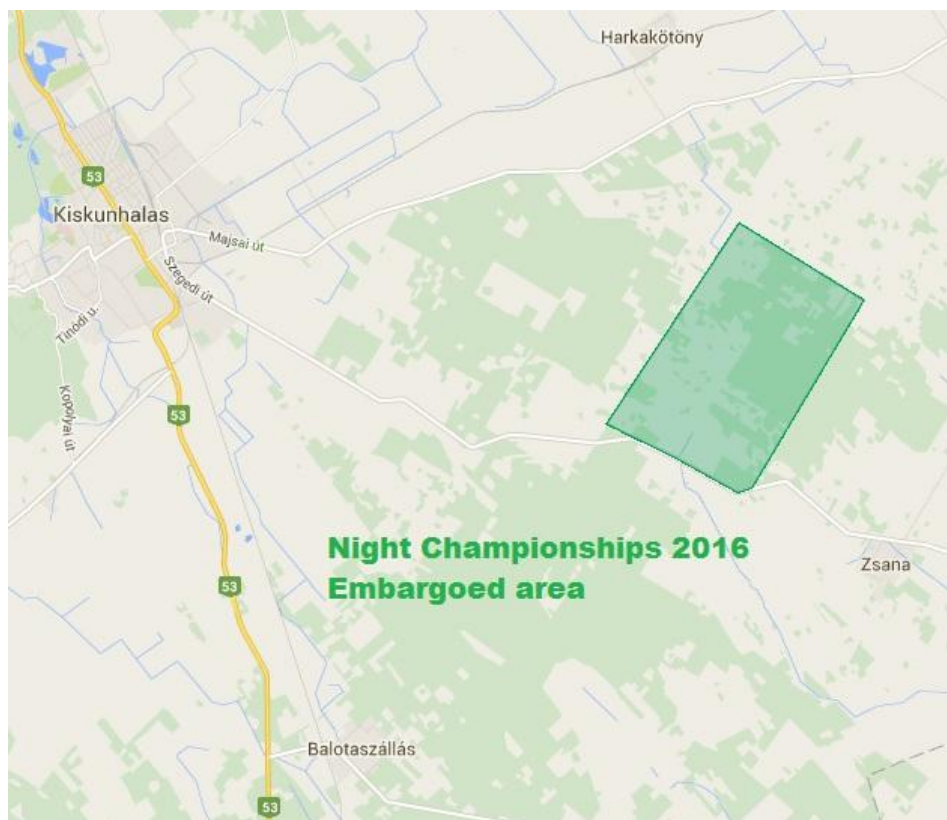 Harkakötöny
53
Kiskunhalas
Majsai út
Szegedi út
Tinódi u.
Kopolyai út
53
Night Championships 2016
Embargoed area
Zsana
53
Balotaszállás
53